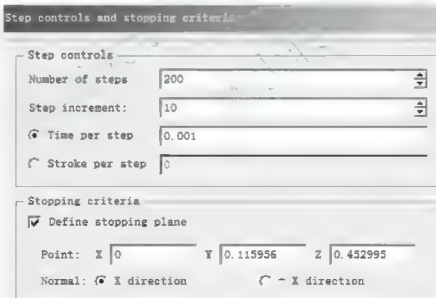 Step controls and stopping criteria
Step controls
Number of steps 200
Step increment: 10
Time per step 0.001
Stroke per step 0
Stopping criteria
Define stopping plane
Point: X 0 Y 0.115956 Z 0.452995
Normal: X direction - X direction